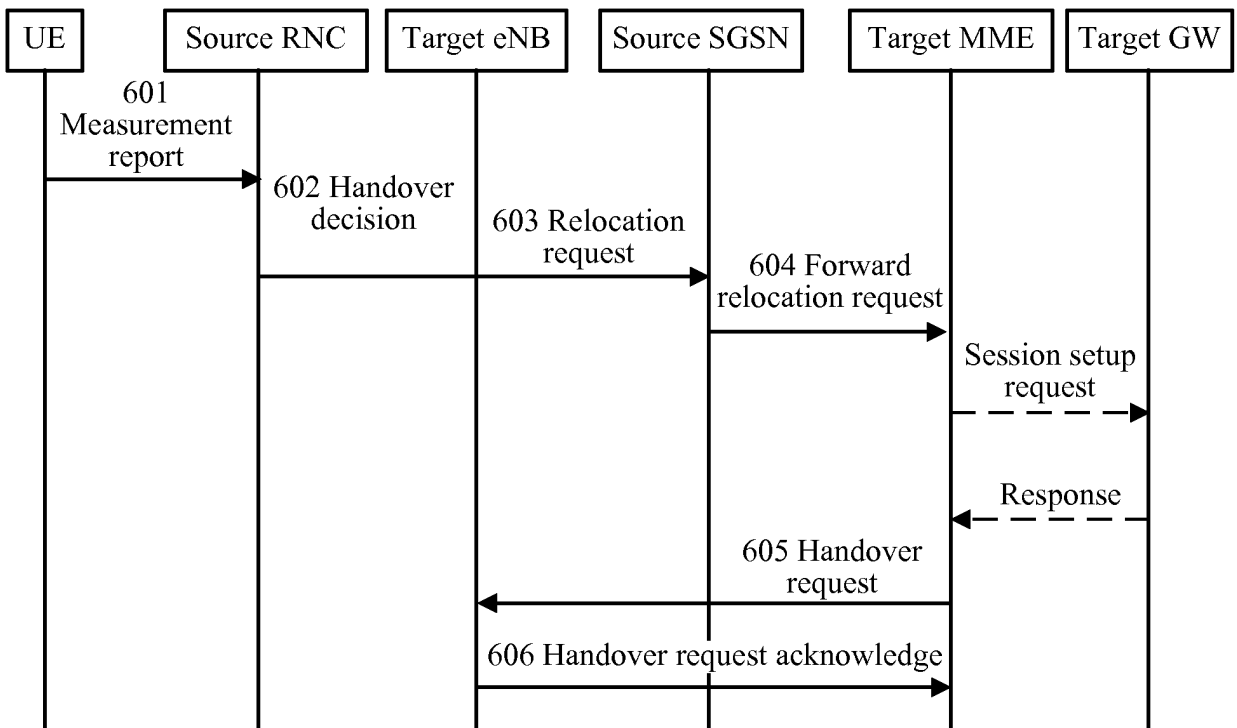 UE
Source RNC
Target eNB
Source SGSN
Target MME
Target GW
601
Measurement
report
602 Handover
decision
603 Relocation
request
604 Forward
relocation request
Session setup
request
Response
605 Handover
request
606 Handover request acknowledge